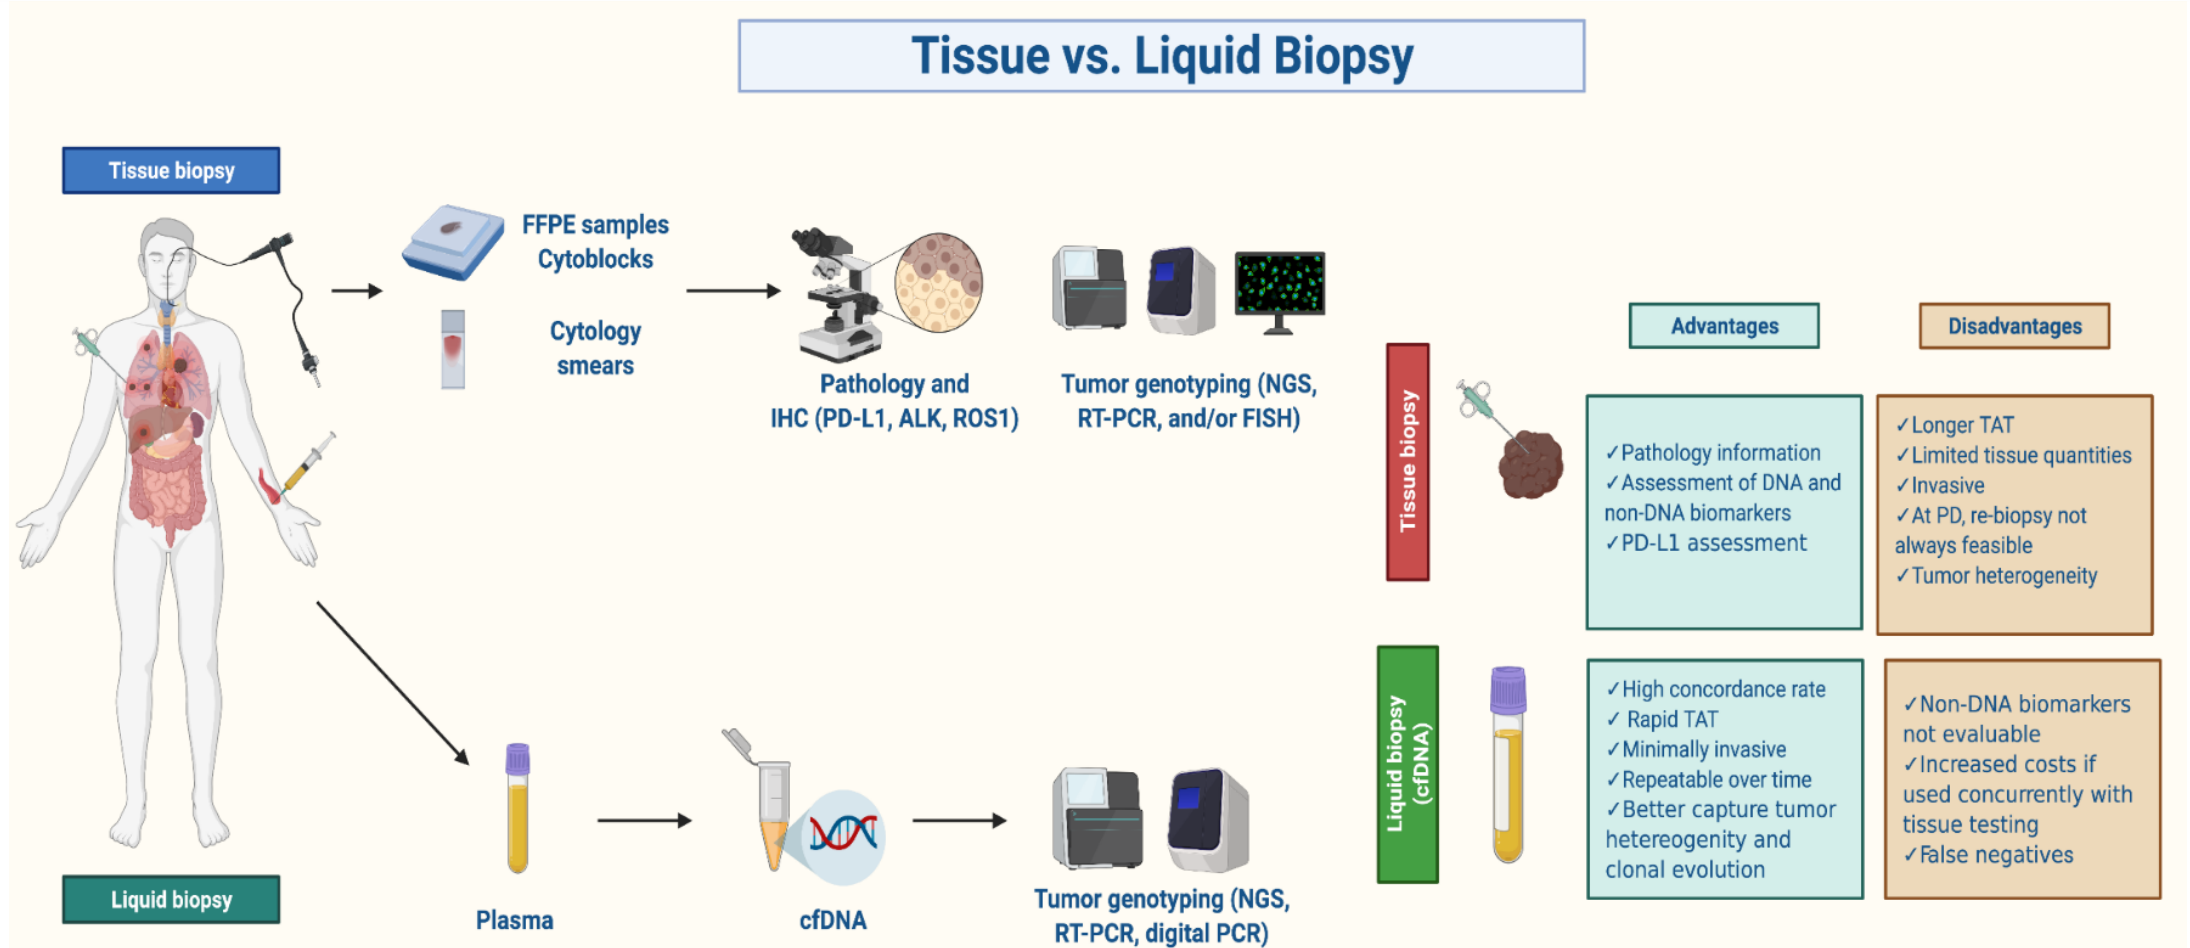 Tissue vs. Liquid Biopsy
Tissue biopsy
FFPE samples
Cytoblocks
Cytology
smears
Pathology and
IHC (PD-L1, ALK, ROS1)
Tumor genotyping (NGS,
RT-PCR, and/or FISH)
Liquid biopsy
Plasma
cfDNA
Tumor genotyping (NGS,
RT-PCR, digital PCR)
Advantages
Disadvantages
Tissue biopsy
✓Pathology information
✓Assessment of DNA and
non-DNA biomarkers
✓PD-L1 assessment
✓Longer TAT
✓Limited tissue quantities
✓Invasive
✓At PD, re-biopsy not
always feasible
✓Tumor heterogeneity
Liquid biopsy
(cfDNA)
✓High concordance rate
✓ Rapid TAT
✓Minimally invasive
✓Repeatable over time
✓Better capture tumor
hetereogenity and
clonal evolution
✓Non-DNA biomarkers
not evaluable
✓Increased costs if
used concurrently with
tissue testing
✓False negatives